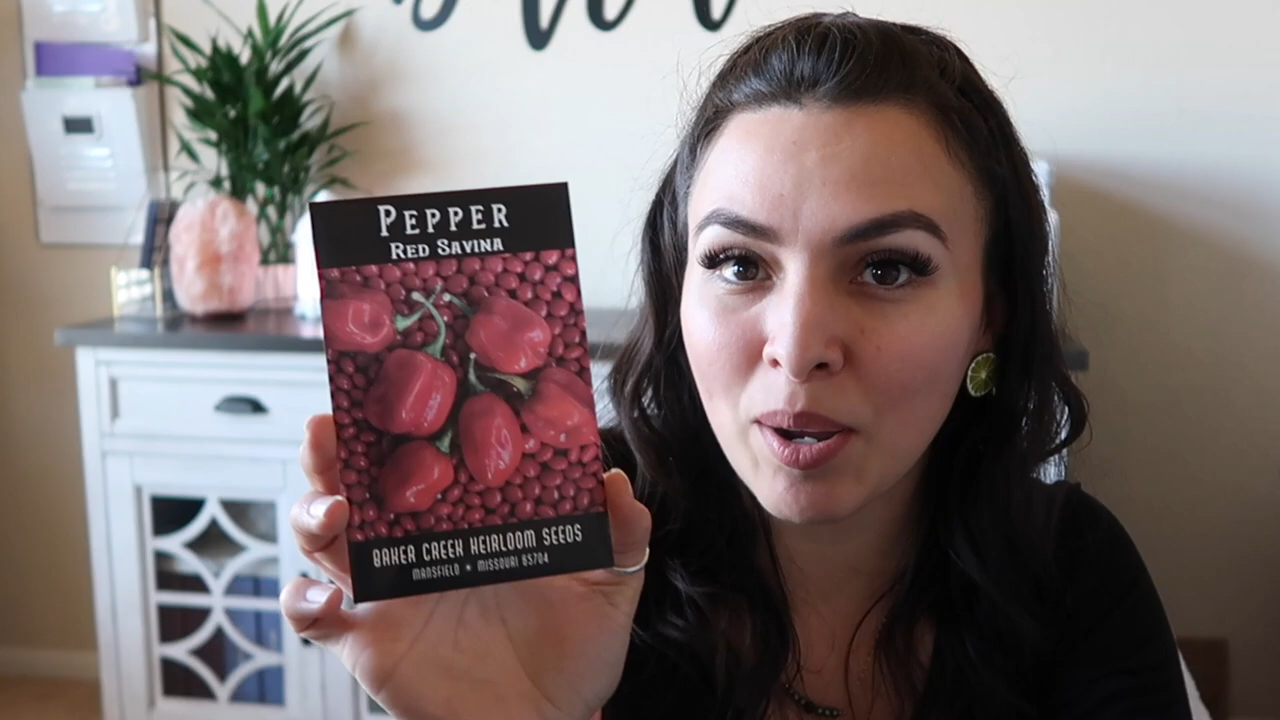 PEPPER
RED SAVINA
BAKER CREEK HEIRLOOM SEEDS
MANSFIELD * MISSOURI 65704